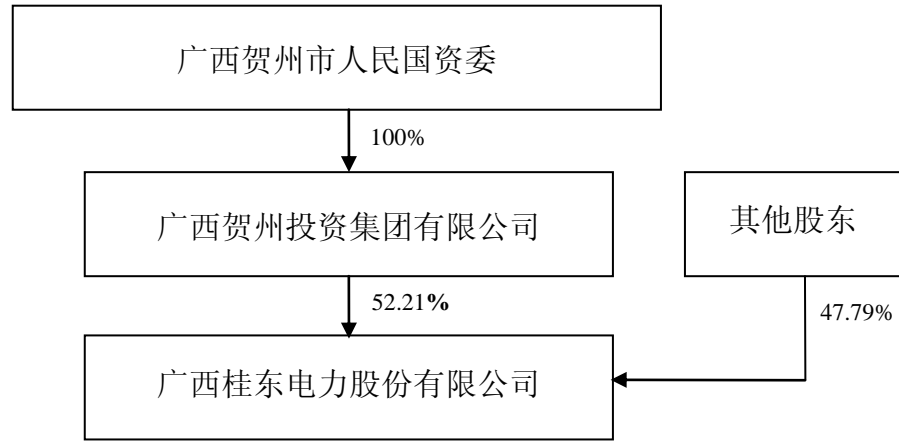 广西贺州市人民国资委
100%
广西贺州投资集团有限公司
其他股东
52.21%
47.79%
广西桂东电力股份有限公司